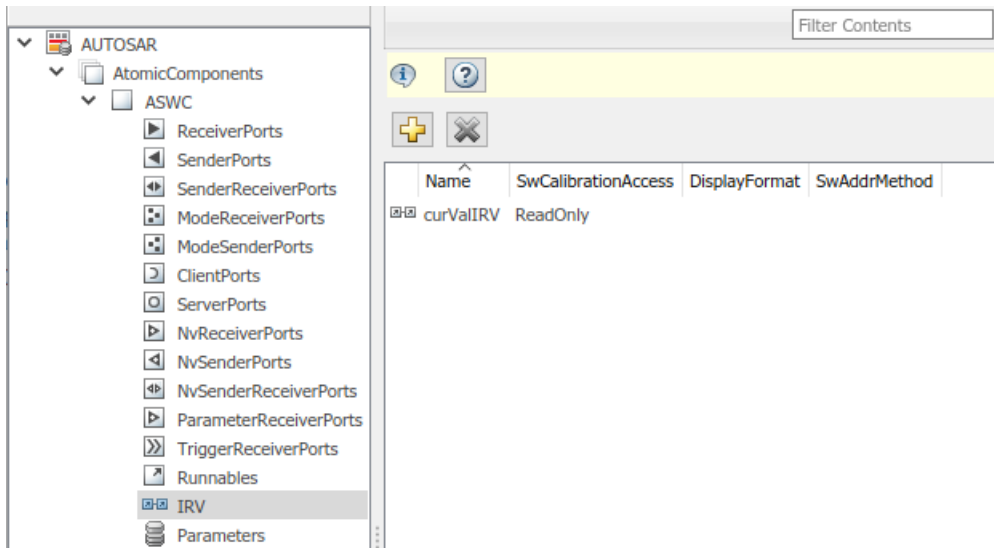 Filter Contents
AUTOSAR
AtomicComponents
ASWC
ReceiverPorts
SenderPorts
SenderReceiverPorts
ModeReceiverPorts
ModeSenderPorts
ClientPorts
ServerPorts
NvReceiverPorts
NvSenderPorts
NvSenderReceiverPorts
ParameterReceiverPorts
TriggerReceiverPorts
Runnables
IRV
Parameters
Name SwCalibrationAccess DisplayFormat SwAddrMethod
curValIRV ReadOnly